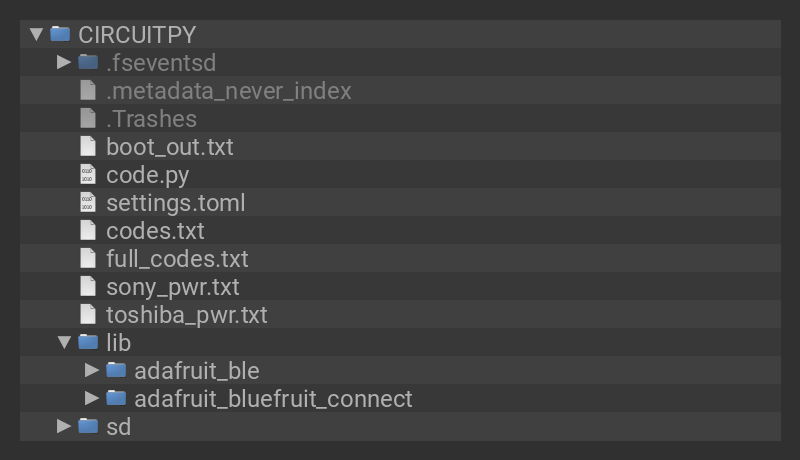 CIRCUITPY
.fseventsd
.metadata_never_index
.Trashes
boot_out.txt
code.py
settings.toml
codes.txt
full_codes.txt
sony_pwr.txt
toshiba_pwr.txt
lib
adafruit_ble
adafruit_bluefruit_connect
sd